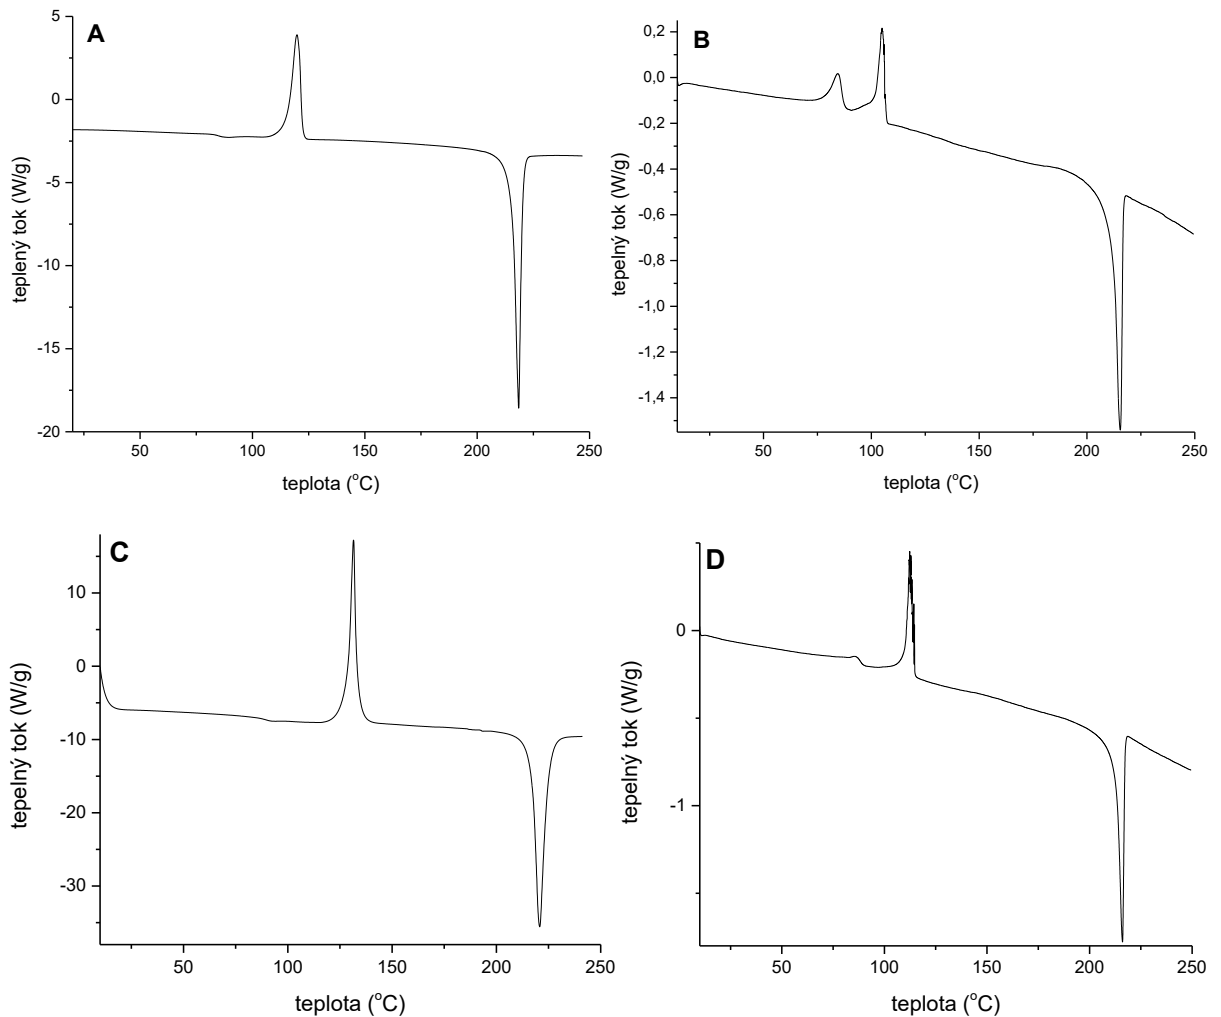 A
5
0
-5
-10
-15
-20
50 100 150 200 250
teplený tok (W/g)
teplota (°C)
B
0,2
0,0
-0,2
-0,4
-0,6
-0,8
-1,0
-1,2
-1,4
50 100 150 200 250
tepelný tok (W/g)
teplota (°C)
C
10
0
-10
-20
-30
50 100 150 200 250
tepelný tok (W/g)
teplota (°C)
D
0
-1
50 100 150 200 250
tepelný tok (W/g)
teplota (°C)